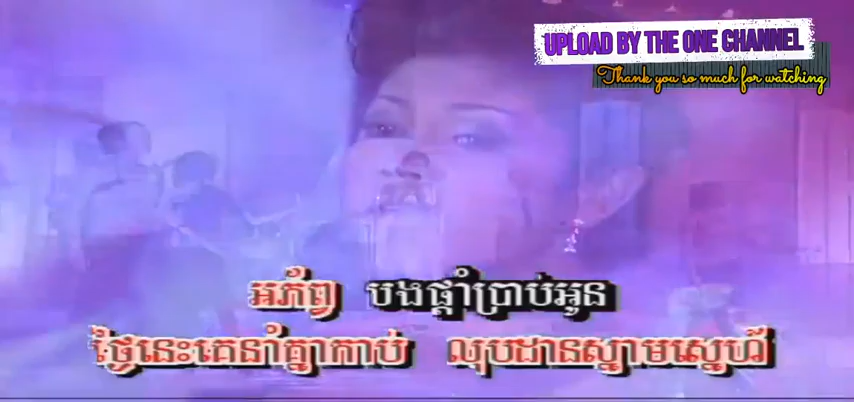 UPLOAD BY THE ONE CHANNEL
Thank you so much for watching
អភ័ព្វ បងផ្តាំប្រាប់អូន
ថ្ងៃនេះគេនាំគ្នាកាប់ លុបដានស្នាមស្នេហ៍